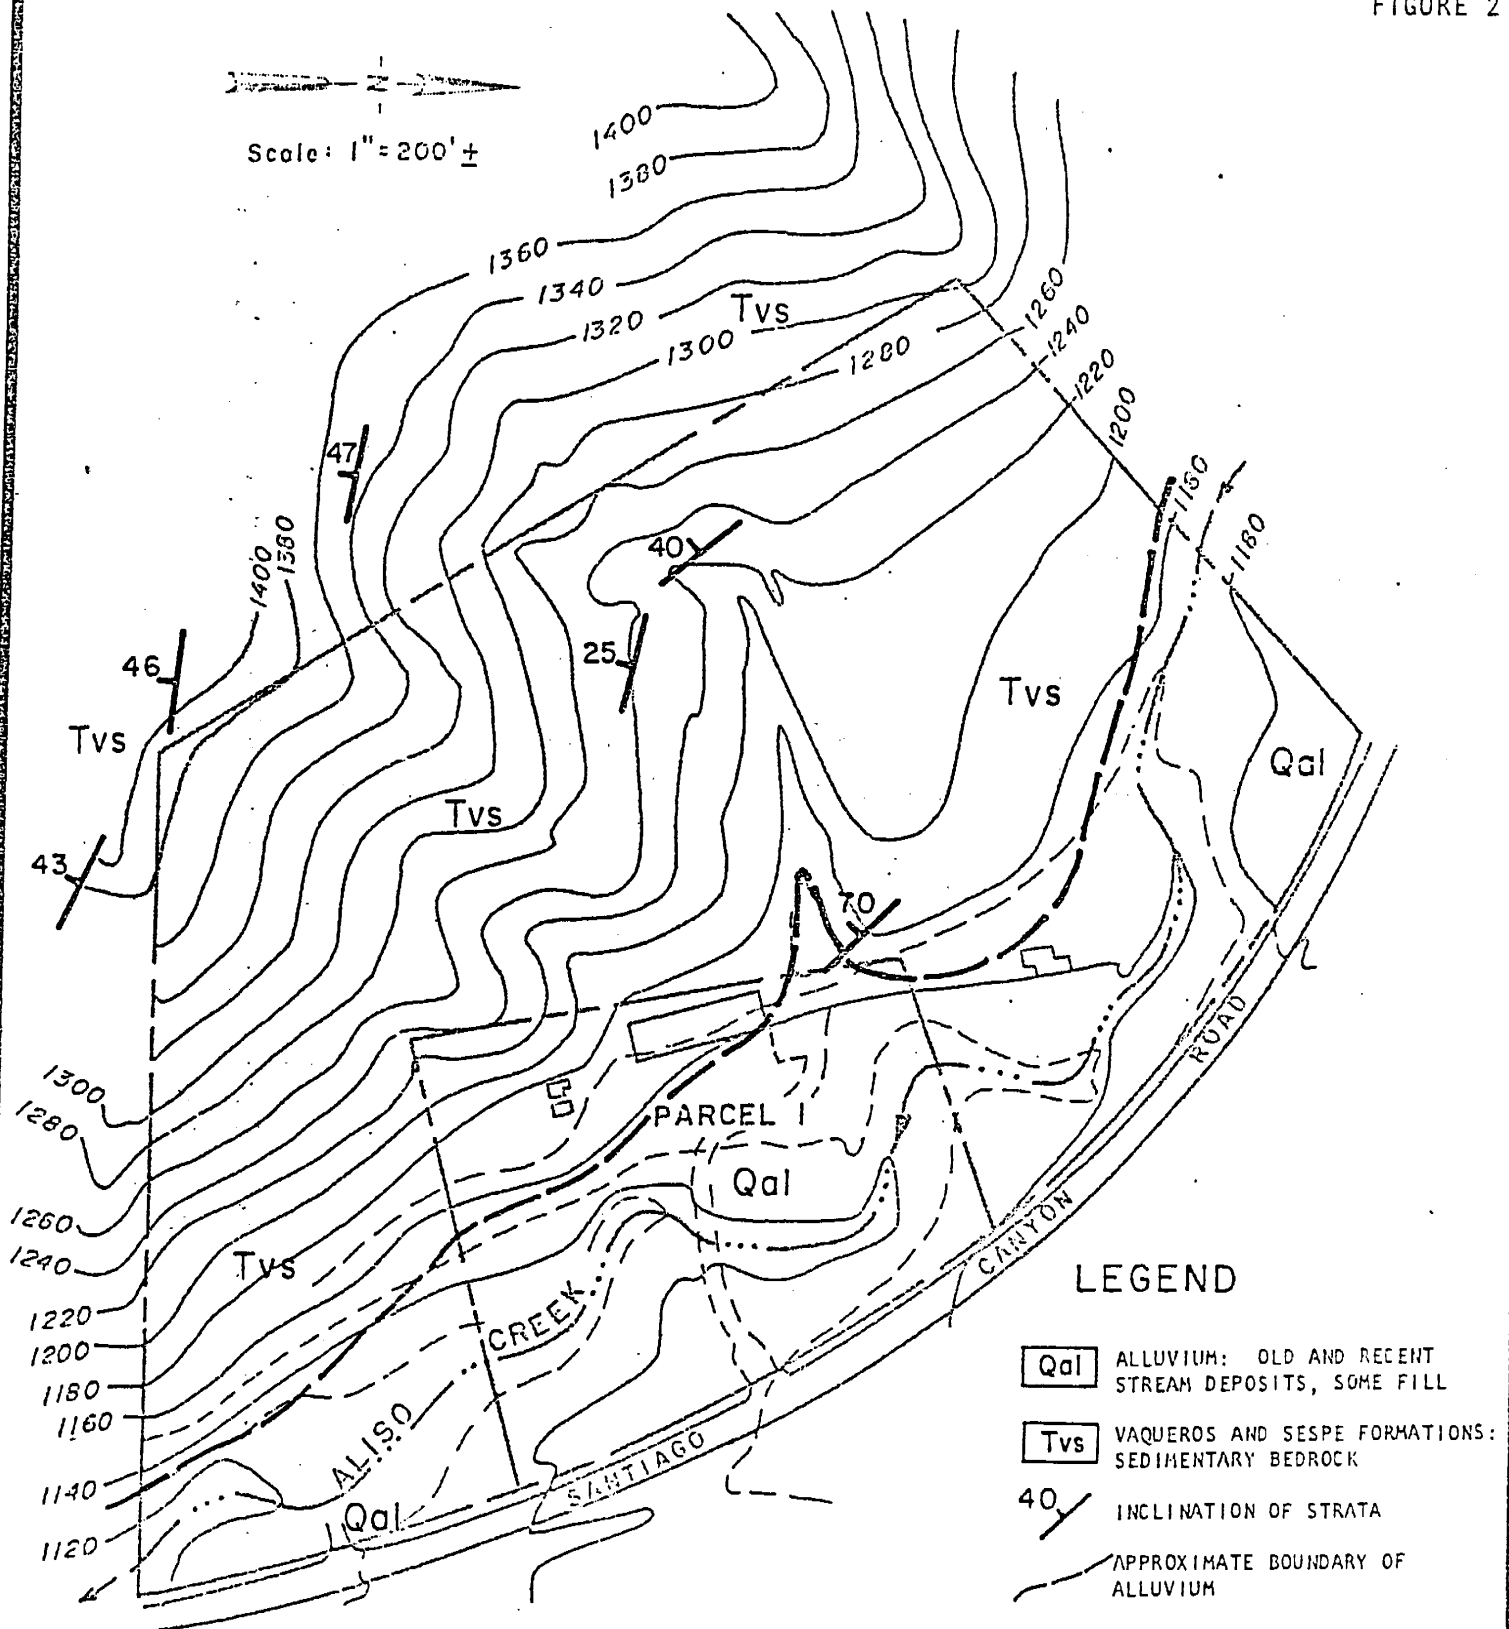 FIGURE 2
N
Scale: 1"=200'±
1400
1380
1360
1340
1320
1300
Tvs
1280
1260
1240
1220
1200
1180
1180
47
40
25
1400
1380
46
Tvs
43
Tvs
Tvs
Qal
70
1300
1280
1260
1240
1220
1200
1180
1160
1140
1120
Tvs
PARCEL 1
Qal
ALISO CREEK
Qal
SANTIAGO CANYON ROAD
LEGEND
Qal ALLUVIUM: OLD AND RECENT
STREAM DEPOSITS, SOME FILL
Tvs VAQUEROS AND SESPE FORMATIONS:
SEDIMENTARY BEDROCK
40 INCLINATION OF STRATA
APPROXIMATE BOUNDARY OF
ALLUVIUM